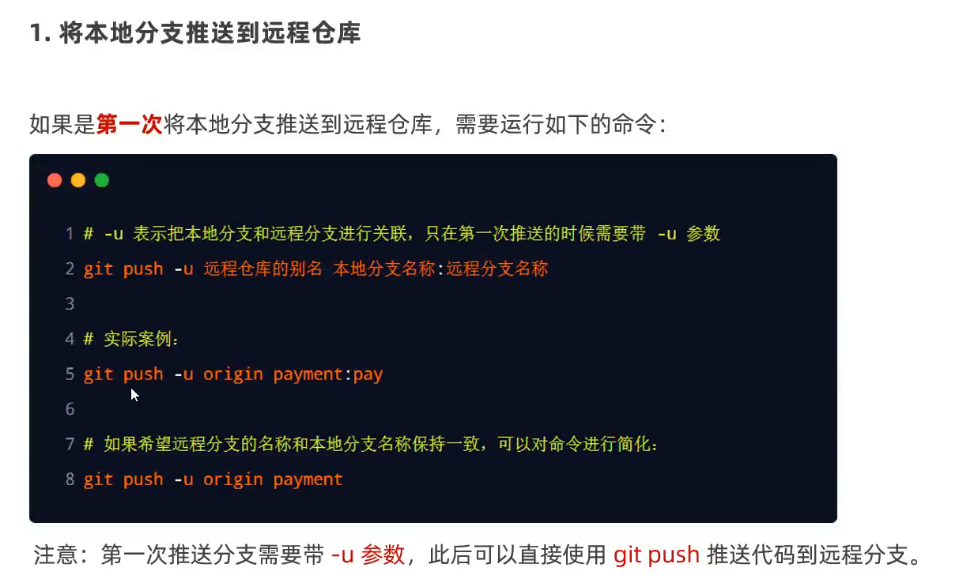 1. 将本地分支推送到远程仓库
如果是第一次将本地分支推送到远程仓库，需要运行如下的命令：
1 # -u 表示把本地分支和远程分支进行关联，只在第一次推送的时候需要带 -u 参数
2 git push -u 远程仓库的别名 本地分支名称:远程分支名称
3
4 # 实际案例：
5 git push -u origin payment:pay
6
7 # 如果希望远程分支的名称和本地分支名称保持一致，可以对命令进行简化：
8 git push -u origin payment
注意：第一次推送分支需要带 -u 参数，此后可以直接使用 git push 推送代码到远程分支。